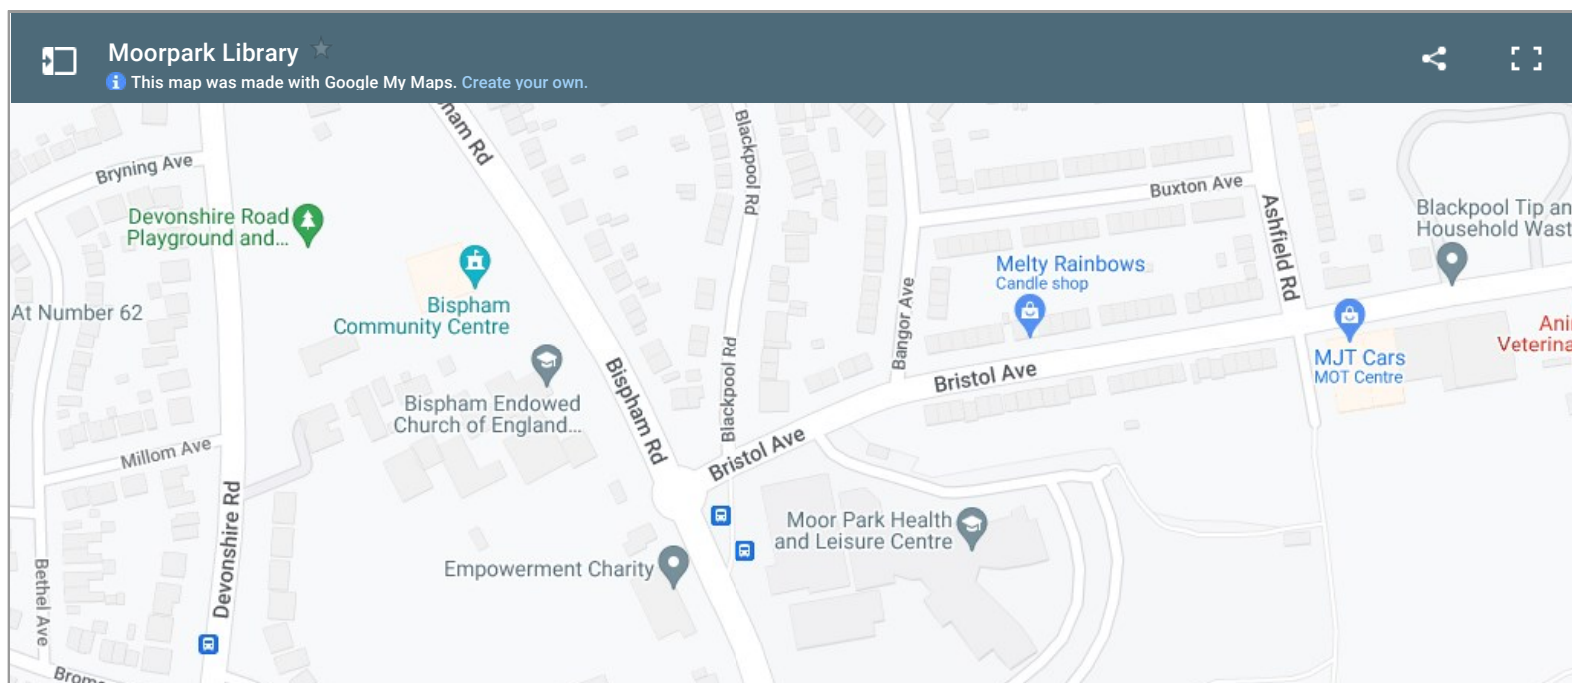 Moorpark Library
This map was made with Google My Maps. Create your own.
ham Rd
Blackpool Rd
Bryning Ave
Buxton Ave
Ashfield Rd
Devonshire Road
Playground and...
Blackpool Tip an
Household Wast
Melty Rainbows
Candle shop
Bispham
Community Centre
At Number 62
Bangor Ave
Ani
Veterina
MJT Cars
MOT Centre
Bristol Ave
Bispham Rd
Blackpool Rd
Bispham Endowed
Church of England...
Millom Ave
Bristol Ave
Devonshire Rd
Moor Park Health
and Leisure Centre
Empowerment Charity
Bethel Ave
Brom